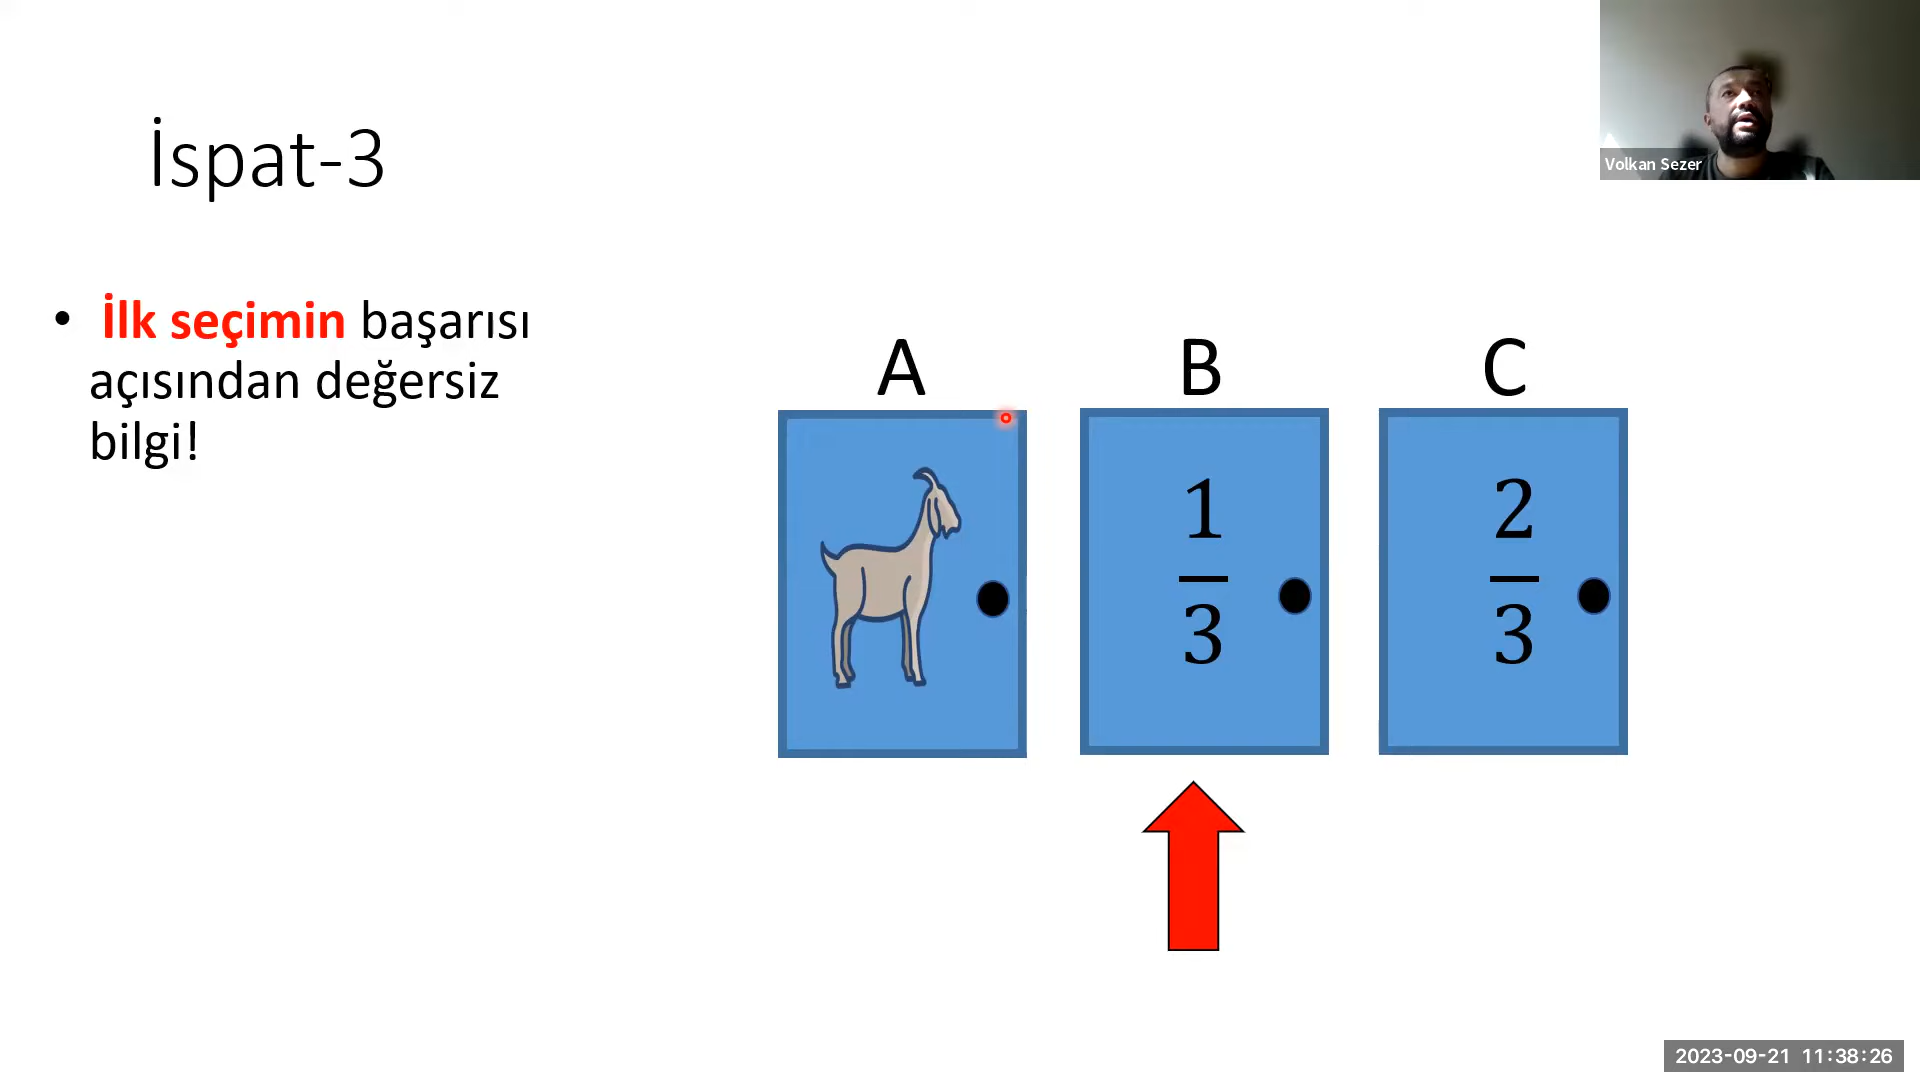 İspat-3
Volkan Sezer
• İlk seçimin başarısı
açısından değersiz
bilgi!
A B C
1
3
2
3
2023-09-21 11:38:26